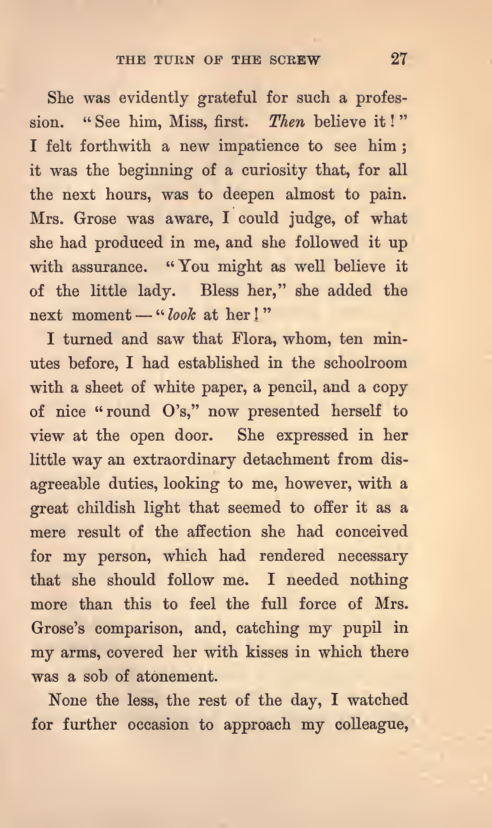 THE TURN OF THE SCREW 27
She was evidently grateful for such a profes-
sion. "See him, Miss, first. Then believe it!"
I felt forthwith a new impatience to see him;
it was the beginning of a curiosity that, for all
the next hours, was to deepen almost to pain.
Mrs. Grose was aware, I could judge, of what
she had produced in me, and she followed it up
with assurance. "You might as well believe it
of the little lady. Bless her," she added the
next moment — "look at her!"
I turned and saw that Flora, whom, ten min-
utes before, I had established in the schoolroom
with a sheet of white paper, a pencil, and a copy
of nice "round O's," now presented herself to
view at the open door. She expressed in her
little way an extraordinary detachment from dis-
agreeable duties, looking to me, however, with a
great childish light that seemed to offer it as a
mere result of the affection she had conceived
for my person, which had rendered necessary
that she should follow me. I needed nothing
more than this to feel the full force of Mrs.
Grose's comparison, and, catching my pupil in
my arms, covered her with kisses in which there
was a sob of atonement.
None the less, the rest of the day, I watched
for further occasion to approach my colleague,